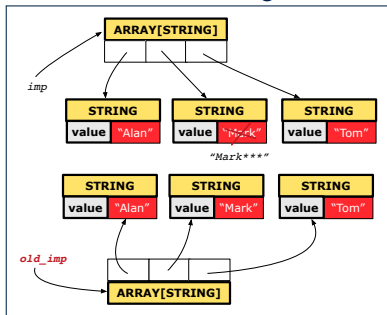 ARRAY[STRING]
imp
STRING STRING STRING
value "Alan" value "Mark" value "Tom"
"Mark***"
STRING STRING STRING
value "Alan" value "Mark" value "Tom"
old_imp
ARRAY[STRING]